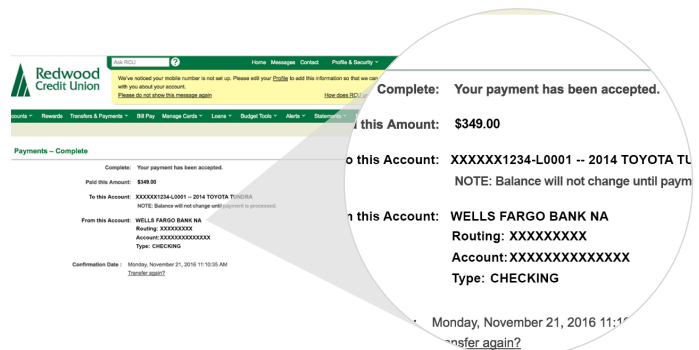 Redwood
Credit Union
Ask RCU
?
Home Messages Contact Profile & Security
We've noticed your mobile number is not set up. Please edit your Profile to add this information so that we can
with you about your account.
Please do not show this message again
How does RCU
Accounts Rewards Transfers & Payments Bill Pay Manage Cards Loans Budget Tools Alerts Statements
Payments – Complete
Complete: Your payment has been accepted.
Paid this Amount: $349.00
To this Account: XXXXXX1234-L0001 -- 2014 TOYOTA TUNDRA
NOTE: Balance will not change until payment is processed.
From this Account: WELLS FARGO BANK NA
Routing: XXXXXXXXX
Account:XXXXXXXXXXXXXX
Type: CHECKING
Confirmation Date : Monday, November 21, 2016 11:10:35 AM
Transfer again?
Complete: Your payment has been accepted.
this Amount: $349.00
o this Account: XXXXXX1234-L0001 -- 2014 TOYOTA TU
NOTE: Balance will not change until paym
this Account: WELLS FARGO BANK NA
Routing: XXXXXXXXX
Account:XXXXXXXXXXXXXX
Type: CHECKING
: Monday, November 21, 2016 11:1
nsfer again?